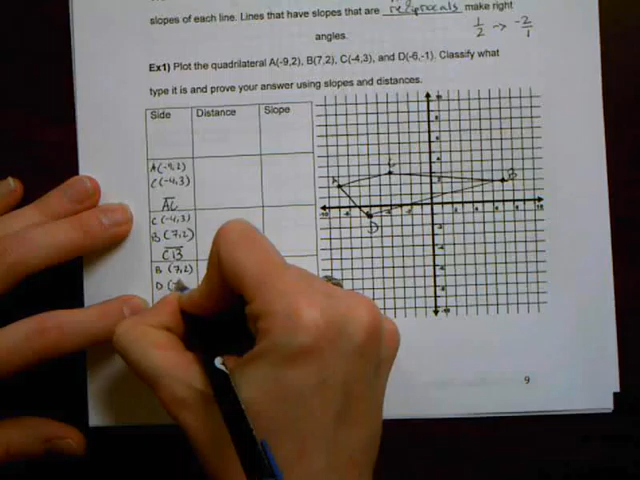 slopes of each line. Lines that have slopes that are reciprocals make right
1/2 → -2/1
angles.
Ex1) Plot the quadrilateral A(-9,2), B(7,2), C(-4,3), and D(-6,-1). Classify what
type it is and prove your answer using slopes and distances.
Side Distance Slope
A(-9,2)
C(-4,3)
AC
C(-4,3)
B(7,2)
CB
B (7,2)
D (-
A
C
B
D
9